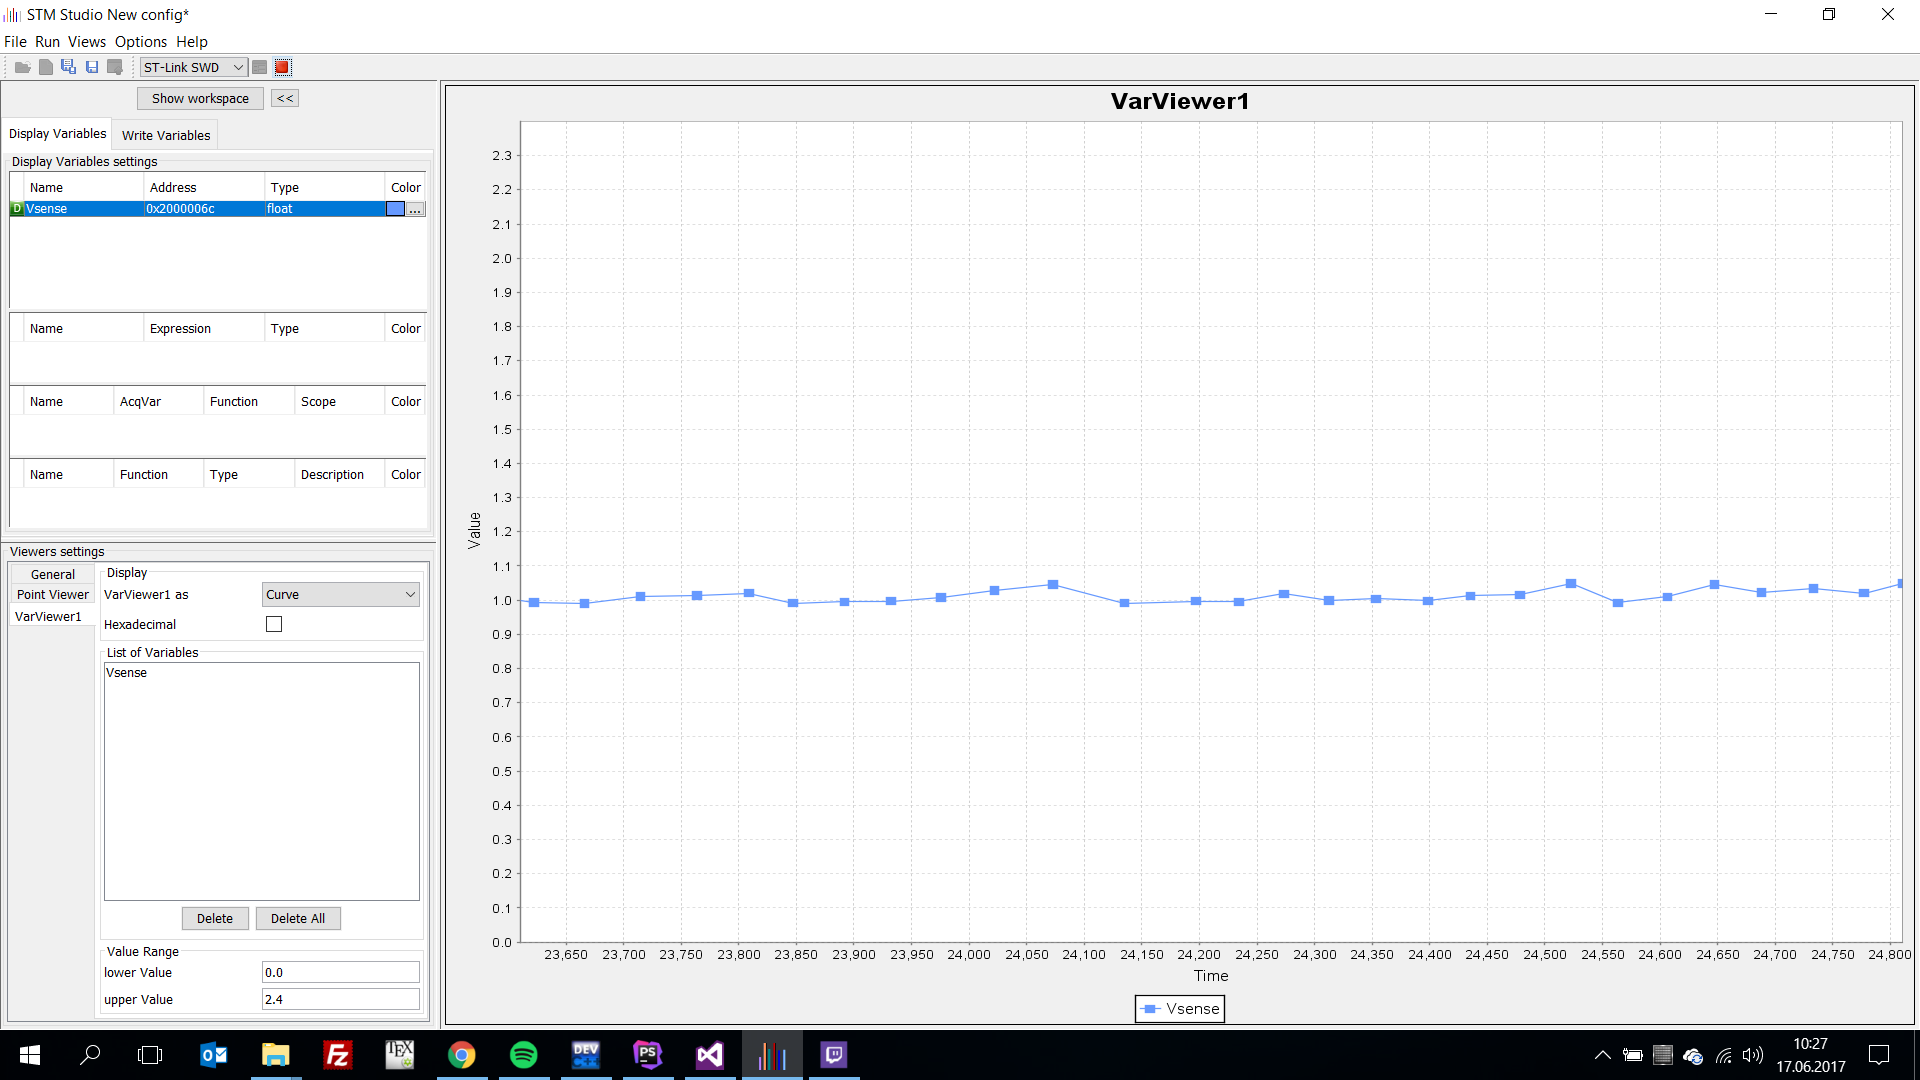 STM Studio New config*
File Run Views Options Help
ST-Link SWD
Show workspace <<
Display Variables Write Variables
Display Variables settings
Name Address Type Color
D Vsense 0x2000006c float ...
Name Expression Type Color
Name AcqVar Function Scope Color
Name Function Type Description Color
Viewers settings
General
Point Viewer
VarViewer1
Display
VarViewer1 as Curve
Hexadecimal
List of Variables
Vsense
Delete Delete All
Value Range
lower Value 0.0
upper Value 2.4
VarViewer1
2.3
2.2
2.1
2.0
1.9
1.8
1.7
1.6
1.5
1.4
1.3
1.2
1.1
1.0
0.9
0.8
0.7
0.6
0.5
0.4
0.3
0.2
0.1
0.0
Value
23,650 23,700 23,750 23,800 23,850 23,900 23,950 24,000 24,050 24,100 24,150 24,200 24,250 24,300 24,350 24,400 24,450 24,500 24,550 24,600 24,650 24,700 24,750 24,800
Time
Vsense
TEX
DEV
C++
PS
10:27
17.06.2017